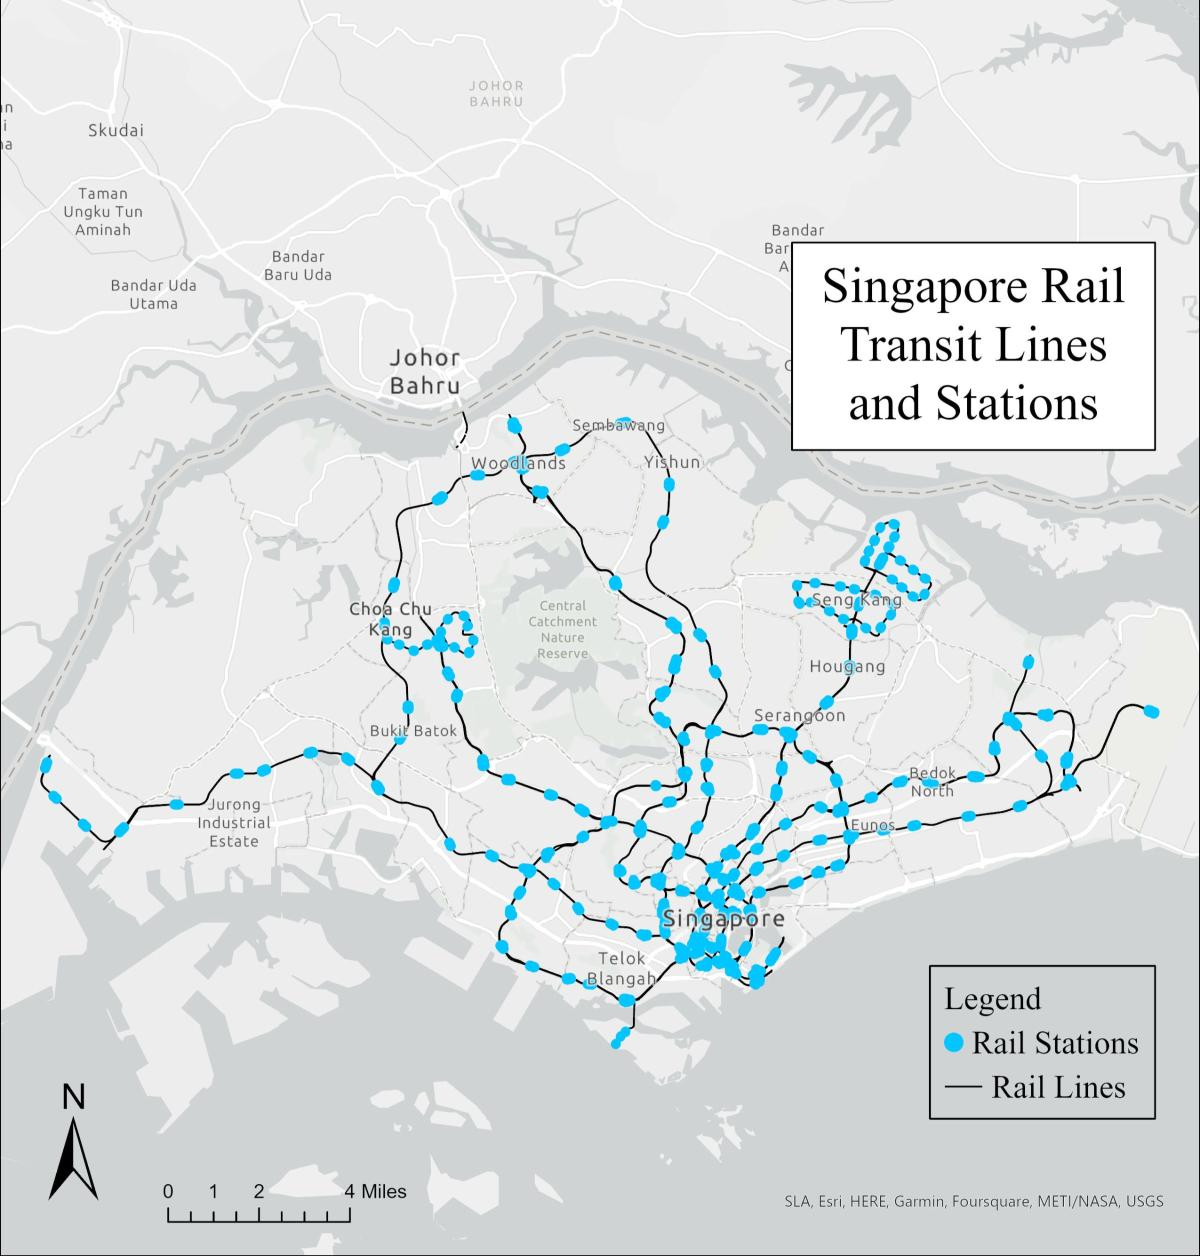 JOHOR
BAHRU
Skudai
Taman
Ungku Tun
Aminah
Bandar
Baru Uda
Bandar Uda
Utama
Bandar
Singapore Rail
Transit Lines
and Stations
Johor
Bahru
Sembawang
Woodlands
Yishun
Choa Chu
Kang
Central
Catchment
Nature
Reserve
Seng Kang
Hougang
Serangoon
Bukit Batok
Bedok
North
Jurong
Industrial
Estate
Eunos
Singapore
Telok
Blangah
Legend
Rail Stations
Rail Lines
N
0 1 2 4 Miles
SLA, Esri, HERE, Garmin, Foursquare, METI/NASA, USGS